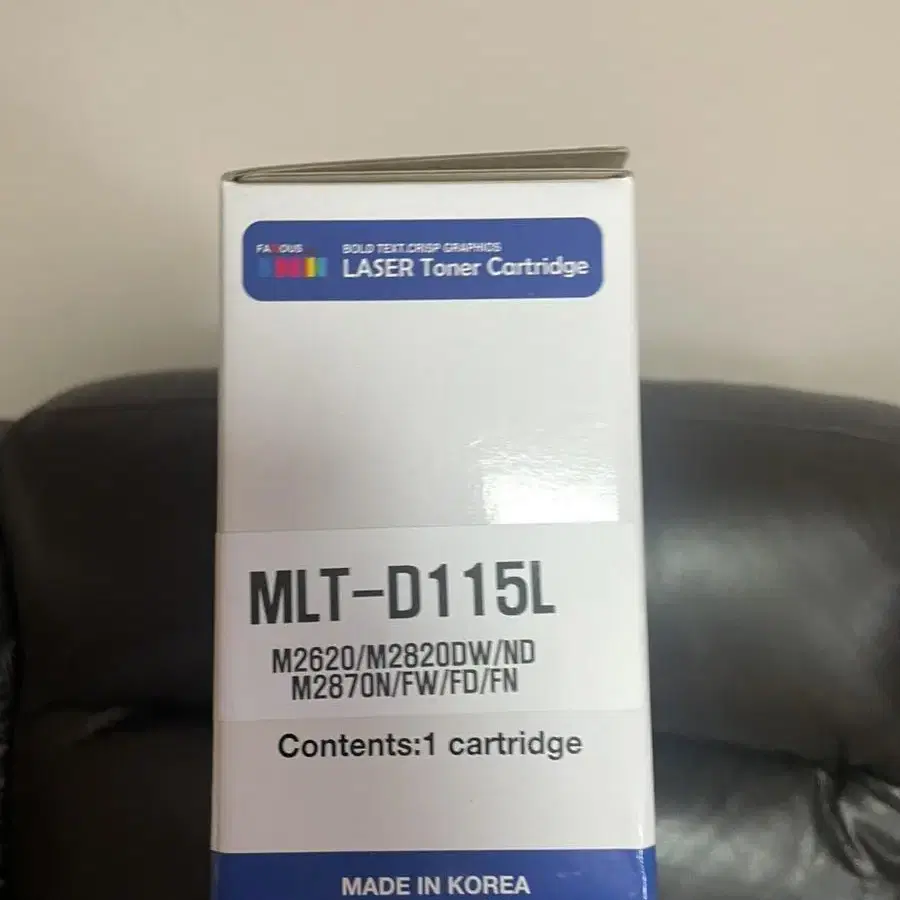 FAMOUS
BOLD TEXT,CRISP GRAPHICS
LASER Toner Cartridge
MLT-D115L
M2620/M2820DW/ND
M2870N/FW/FD/FN
Contents:1 cartridge
MADE IN KOREA